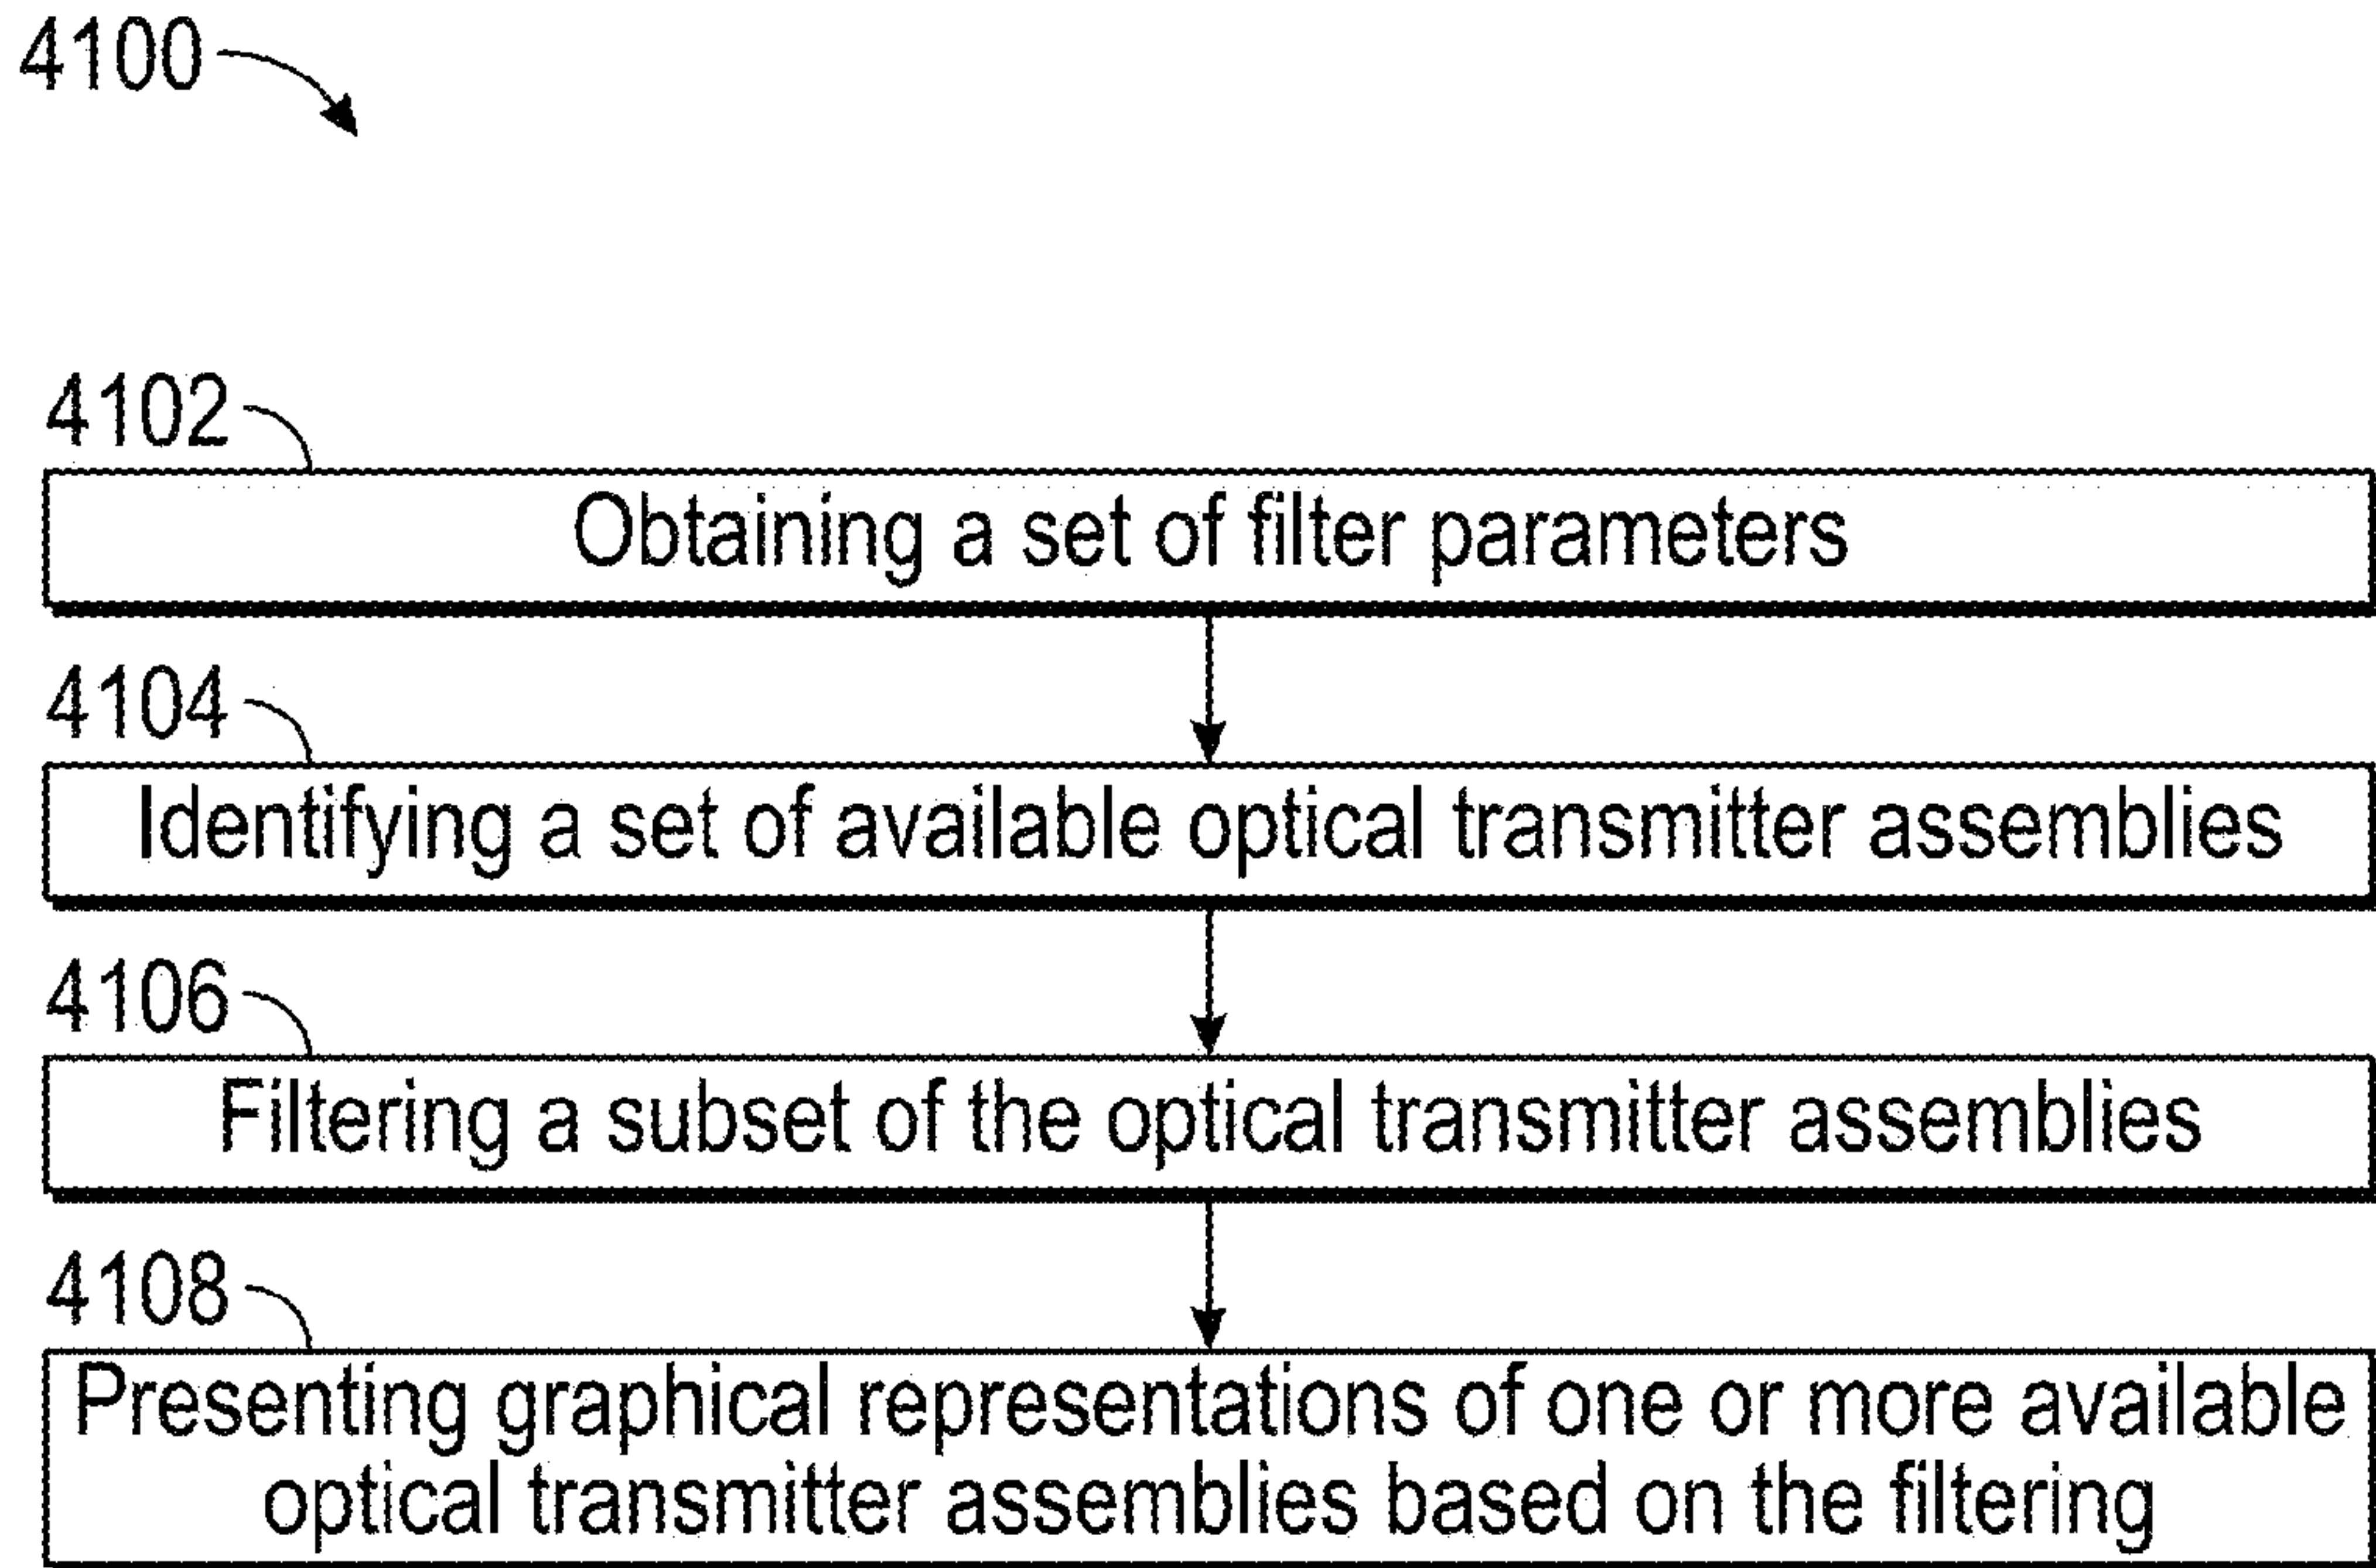 4100
4102
Obtaining a set of filter parameters
4104
Identifying a set of available optical transmitter assemblies
4106
Filtering a subset of the optical transmitter assemblies
4108
Presenting graphical representations of one or more available
optical transmitter assemblies based on the filtering